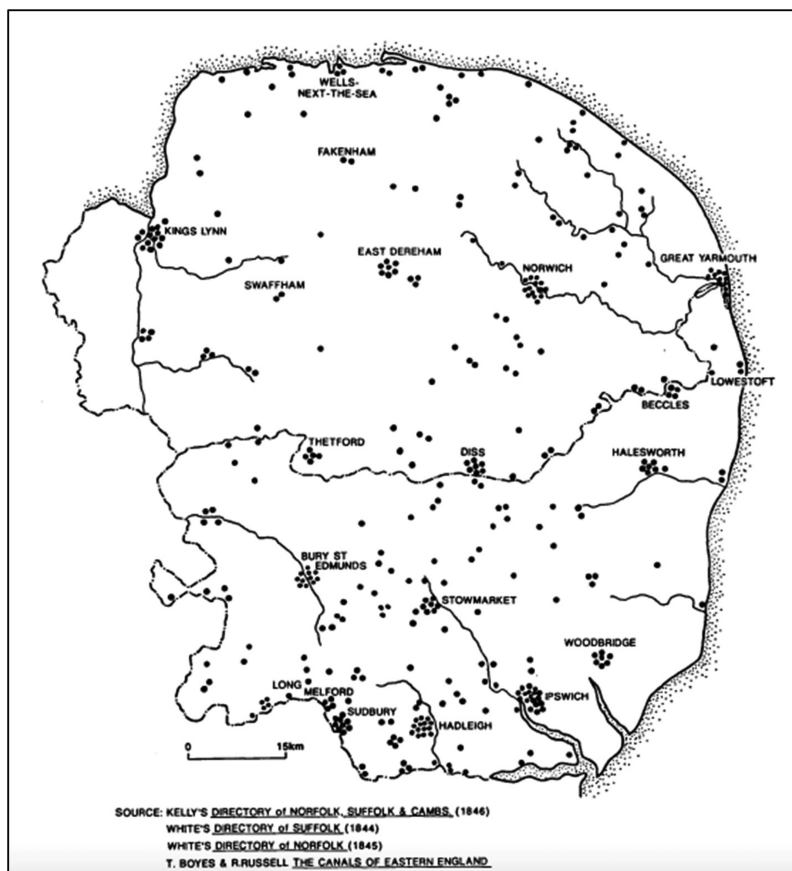 WELLS-
NEXT-THE-SEA
FAKENHAM
KINGS LYNN
EAST DEREHAM
NORWICH
GREAT YARMOUTH
SWAFFHAM
LOWESTOFT
BECCLES
THETFORD
DISS
HALESWORTH
BURY ST
EDMUNDS
STOWMARKET
WOODBRIDGE
LONG
MELFORD
IPSWICH
SUDBURY
HADLEIGH
0 15km
SOURCE: KELLY'S DIRECTORY of NORFOLK, SUFFOLK & CAMBS. (1846)
WHITE'S DIRECTORY of SUFFOLK (1844)
WHITE'S DIRECTORY of NORFOLK (1845)
T. BOYES & R.RUSSELL THE CANALS OF EASTERN ENGLAND